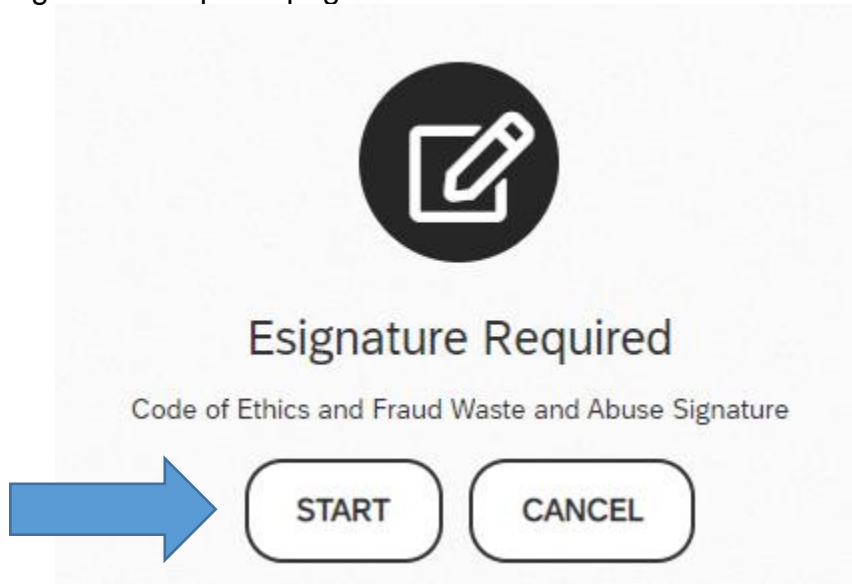 Esignature Required
Code of Ethics and Fraud Waste and Abuse Signature
START CANCEL